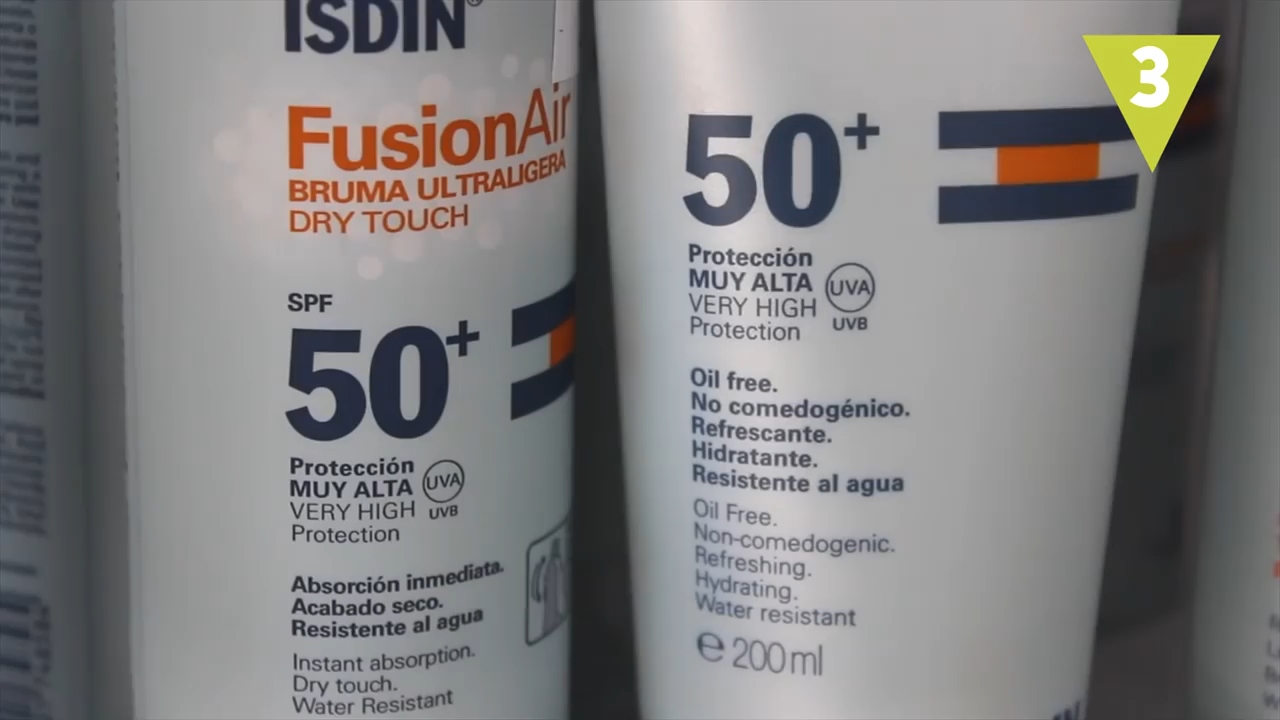 ISDIN®
FusionAir
BRUMA ULTRALIGERA
DRY TOUCH
SPF
50+
Protección
MUY ALTA
VERY HIGH
Protection
UVA
UVB
Absorción inmediata.
Acabado seco.
Resistente al agua
Instant absorption.
Dry touch.
Water Resistant
50+
Protección
MUY ALTA
VERY HIGH
Protection
UVA
UVB
Oil free.
No comedogénico.
Refrescante.
Hidratante.
Resistente al agua
Oil Free.
Non-comedogenic.
Refreshing.
Hydrating.
Water resistant
e 200ml
3